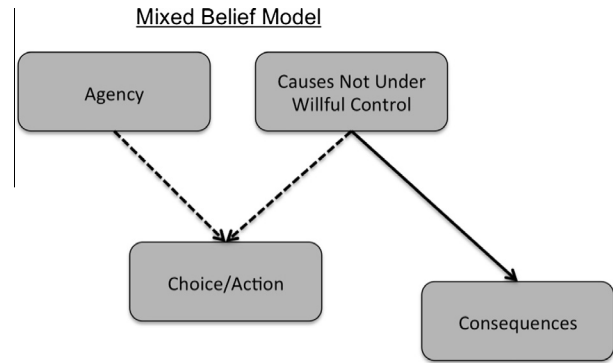 Mixed Belief Model
Agency
Causes Not Under
Willful Control
Choice/Action
Consequences